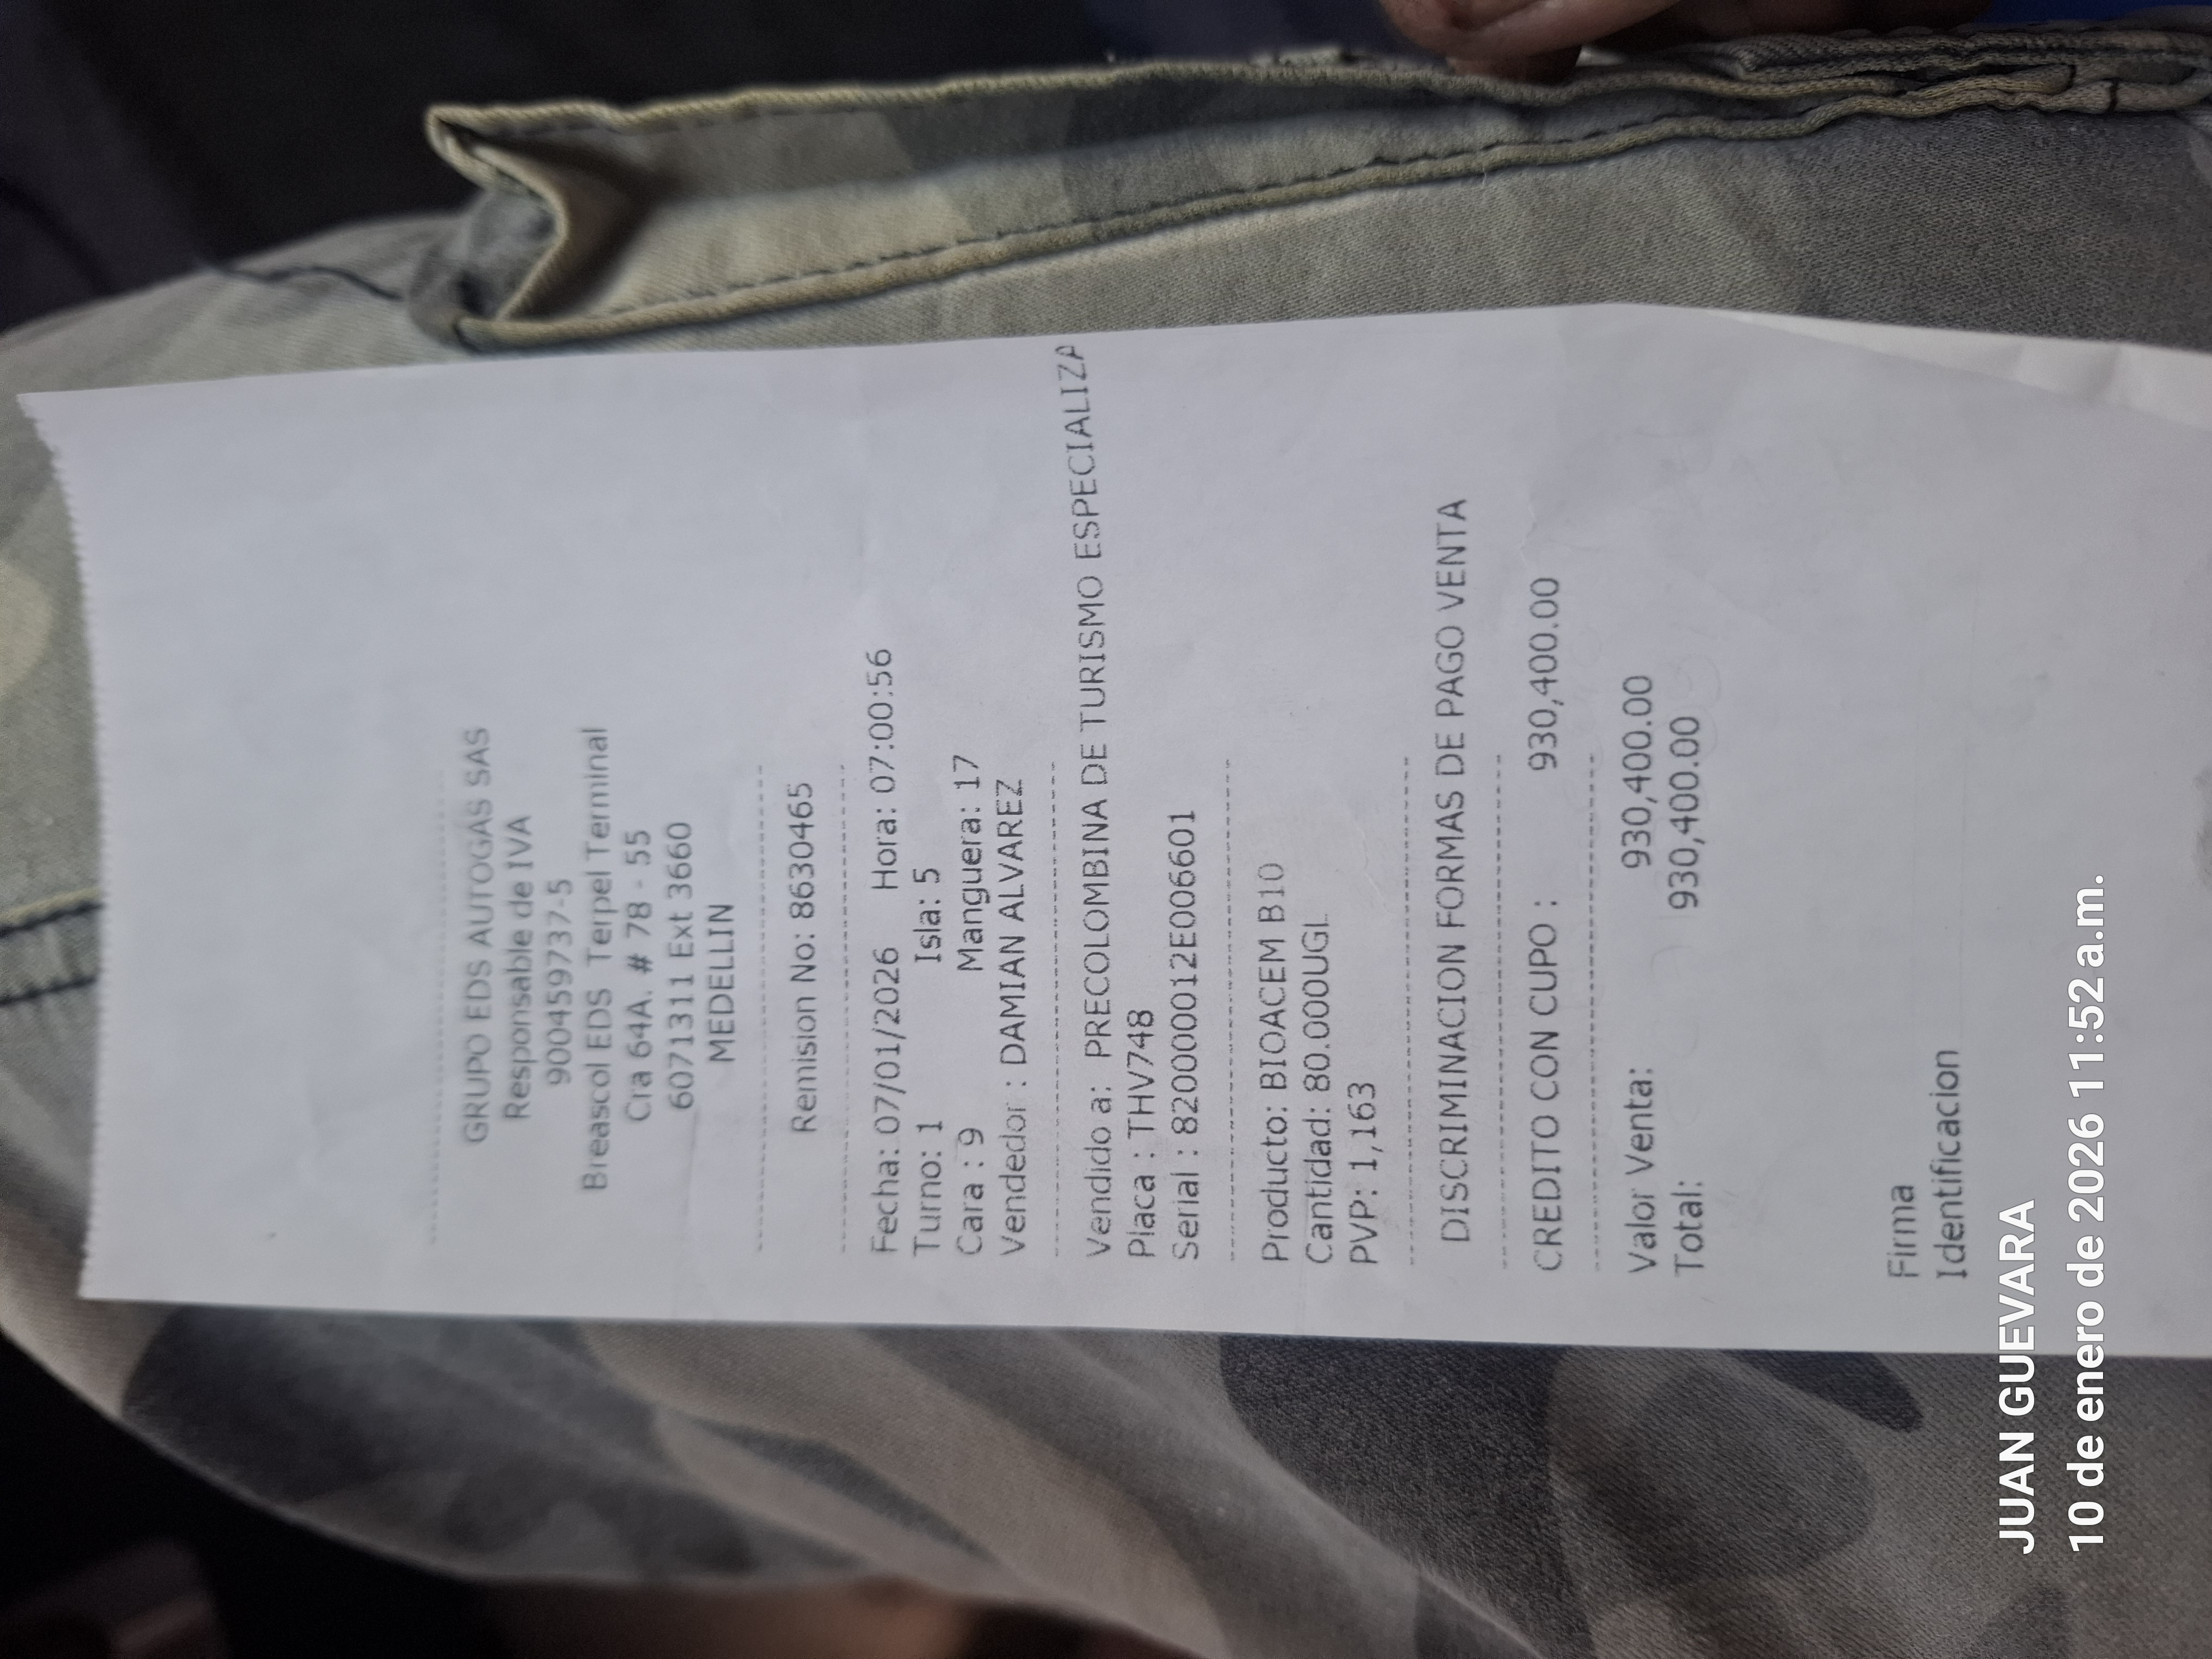 GRUPO EDS AUTOGAS SAS
Responsable de IVA
900459737-5
Breascol EDS Terpel Terminal
Cra 64A. # 78 - 55
6071311 Ext 3660
MEDELLIN
Remision No: 8630465
Fecha: 07/01/2026 Hora: 07:00:56
Turno: 1 Isla: 5
Cara : 9 Manguera: 17
Vendedor : DAMIAN ALVAREZ
Vendido a: PRECOLOMBINA DE TURISMO ESPECIALIZA
Placa : THV748
Serial : 820000012E006601
Producto: BIOACEM B10
Cantidad: 80.000UGL
PVP: 1,163
DISCRIMINACION FORMAS DE PAGO VENTA
CREDITO CON CUPO : 930,400.00
Valor Venta: 930,400.00
Total: 930,400.00
Firma
Identificacion
JUAN GUEVARA
10 de enero de 2026 11:52 a.m.